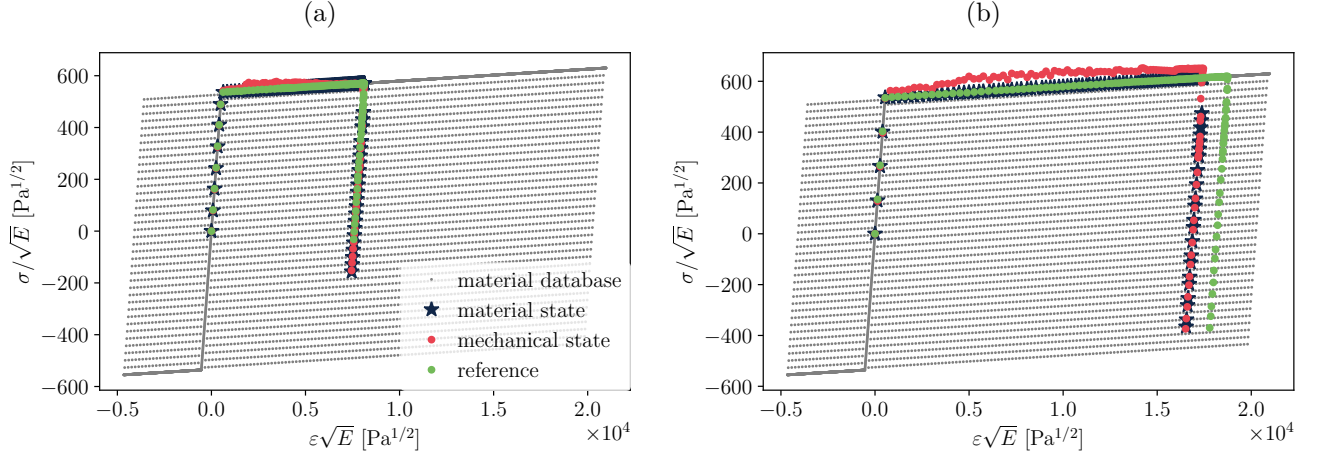 (a)
(b)
600
400
200
0
−200
−400
−600
σ/√E [Pa^1/2]
−0.5
0.0
0.5
1.0
1.5
2.0
×10^4
ε√E [Pa^1/2]
material database
material state
mechanical state
reference
600
400
200
0
−200
−400
−600
σ/√E [Pa^1/2]
−0.5
0.0
0.5
1.0
1.5
2.0
×10^4
ε√E [Pa^1/2]